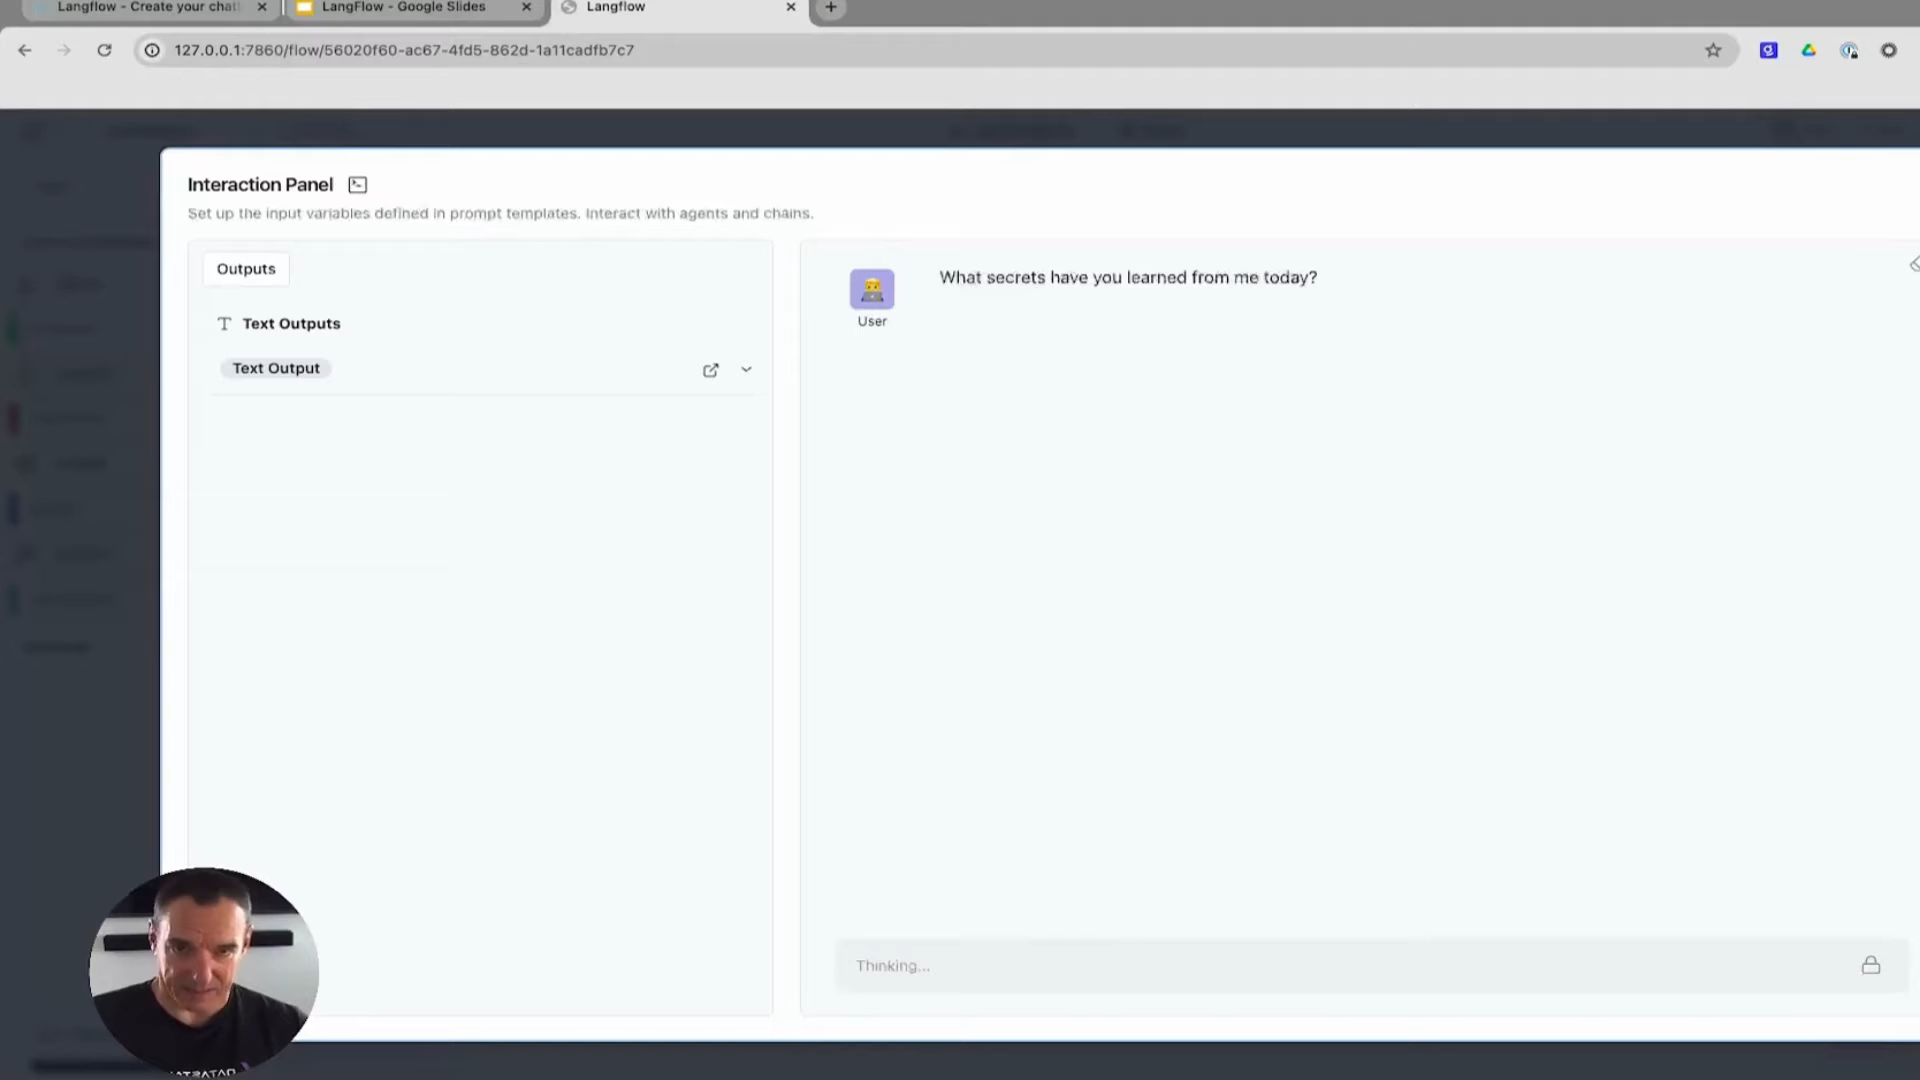 Langflow - Create your chat
LangFlow - Google Slides
Langflow
127.0.0.1:7860/flow/56020f60-ac67-4fd5-862d-1a11cadfb7c7
Interaction Panel
Set up the input variables defined in prompt templates. Interact with agents and chains.
Outputs
Text Outputs
Text Output
What secrets have you learned from me today?
User
Thinking...